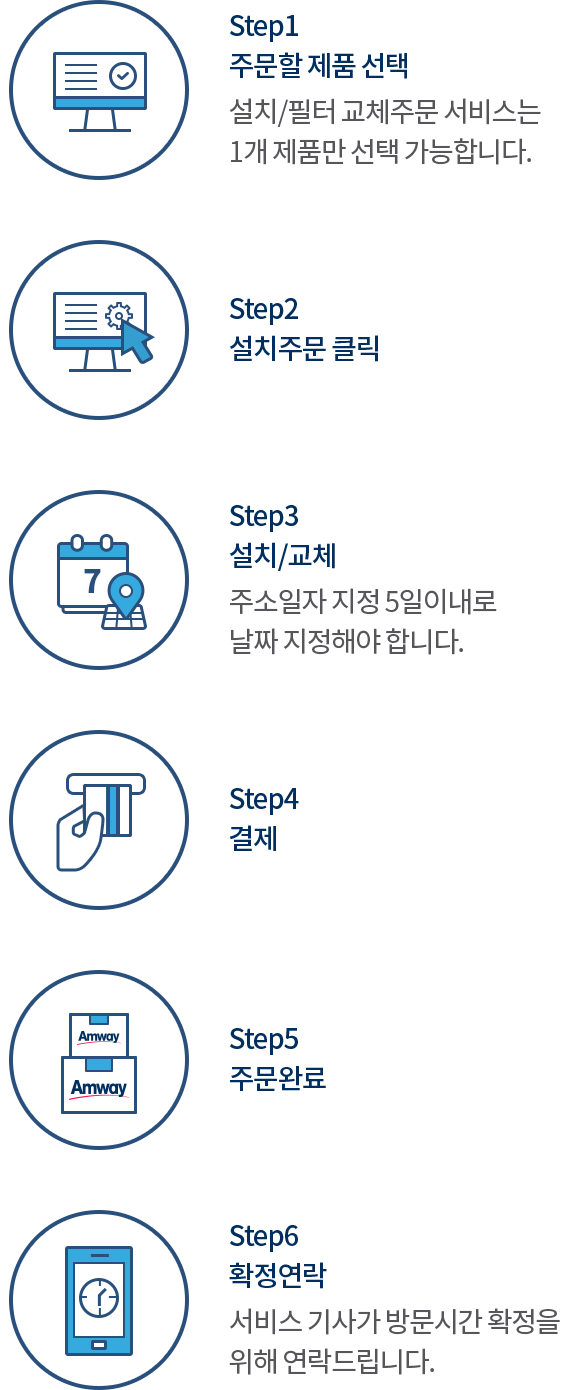 Step1
주문할 제품 선택
설치/필터 교체주문 서비스는
1개 제품만 선택 가능합니다.
Step2
설치주문 클릭
Step3
설치/교체
7
주소일자 지정 5일이내로
날짜 지정해야 합니다.
Step4
결제
Amway
Amway
Step5
주문완료
Step6
확정연락
서비스 기사가 방문시간 확정을
위해 연락드립니다.